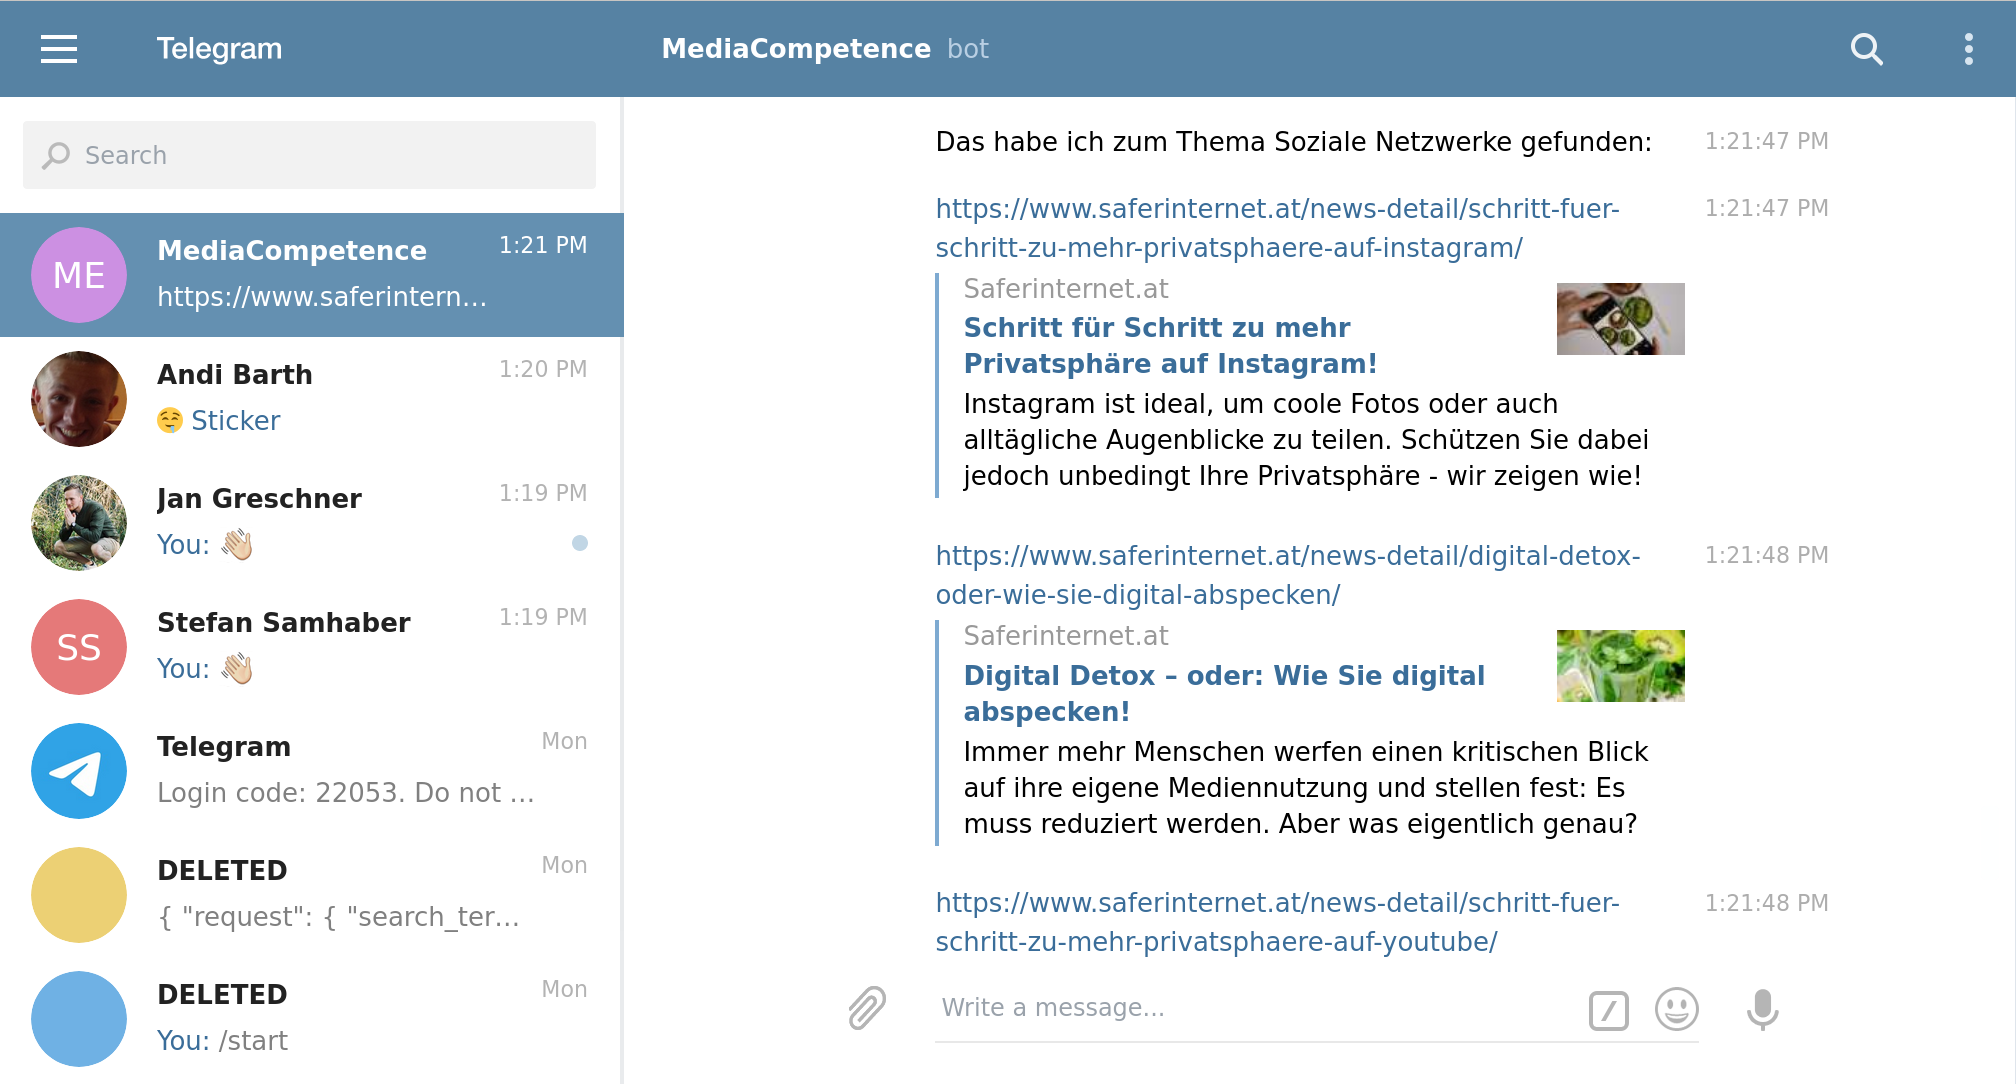 Telegram
MediaCompetence bot
Search
MediaCompetence 1:21 PM
https://www.saferintern...
ME
Andi Barth 1:20 PM
🤤 Sticker
Jan Greschner 1:19 PM
You: 👋🏻
Stefan Samhaber 1:19 PM
SS
You: 👋🏻
Telegram Mon
Login code: 22053. Do not ...
DELETED Mon
{ "request": { "search_ter...
DELETED Mon
You: /start
Das habe ich zum Thema Soziale Netzwerke gefunden: 1:21:47 PM
https://www.saferinternet.at/news-detail/schritt-fuer- 1:21:47 PM
schritt-zu-mehr-privatsphaere-auf-instagram/
Saferinternet.at
Schritt für Schritt zu mehr
Privatsphäre auf Instagram!
Instagram ist ideal, um coole Fotos oder auch
alltägliche Augenblicke zu teilen. Schützen Sie dabei
jedoch unbedingt Ihre Privatsphäre - wir zeigen wie!
https://www.saferinternet.at/news-detail/digital-detox- 1:21:48 PM
oder-wie-sie-digital-abspecken/
Saferinternet.at
Digital Detox – oder: Wie Sie digital
abspecken!
Immer mehr Menschen werfen einen kritischen Blick
auf ihre eigene Mediennutzung und stellen fest: Es
muss reduziert werden. Aber was eigentlich genau?
https://www.saferinternet.at/news-detail/schritt-fuer- 1:21:48 PM
schritt-zu-mehr-privatsphaere-auf-youtube/
Write a message...